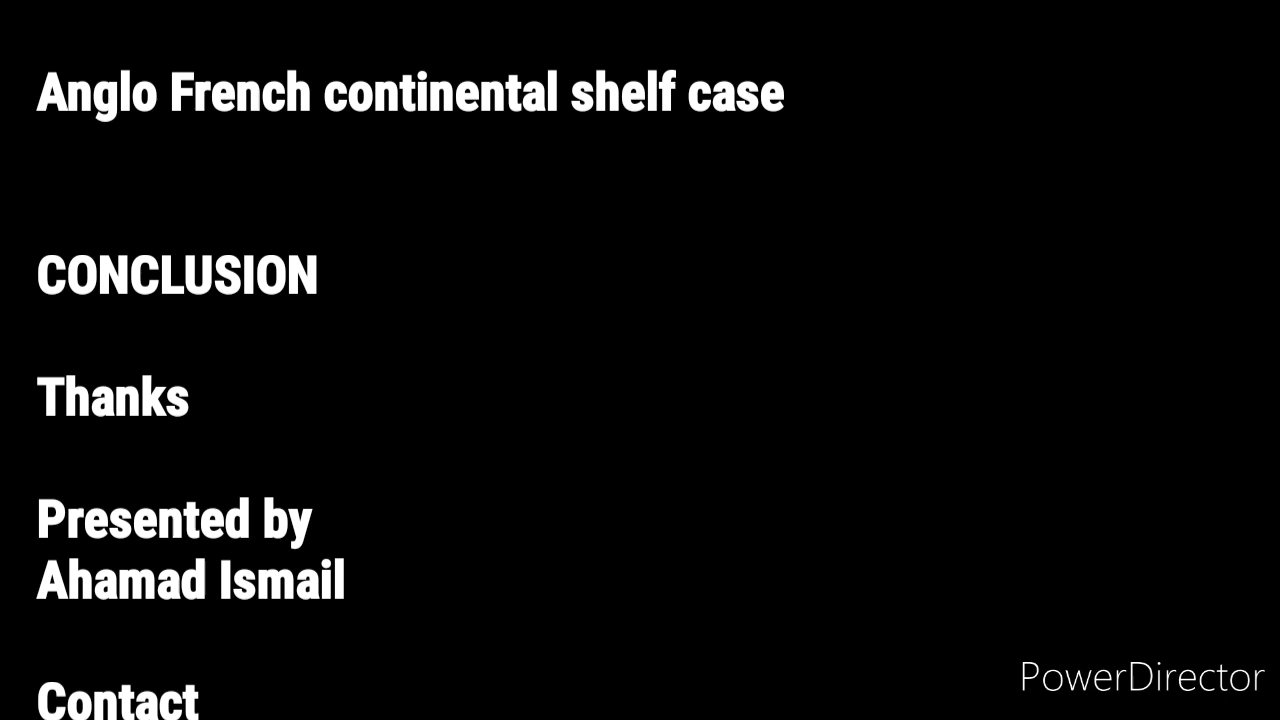 Anglo French continental shelf case
CONCLUSION
Thanks
Presented by
Ahamad Ismail
Contact
PowerDirector